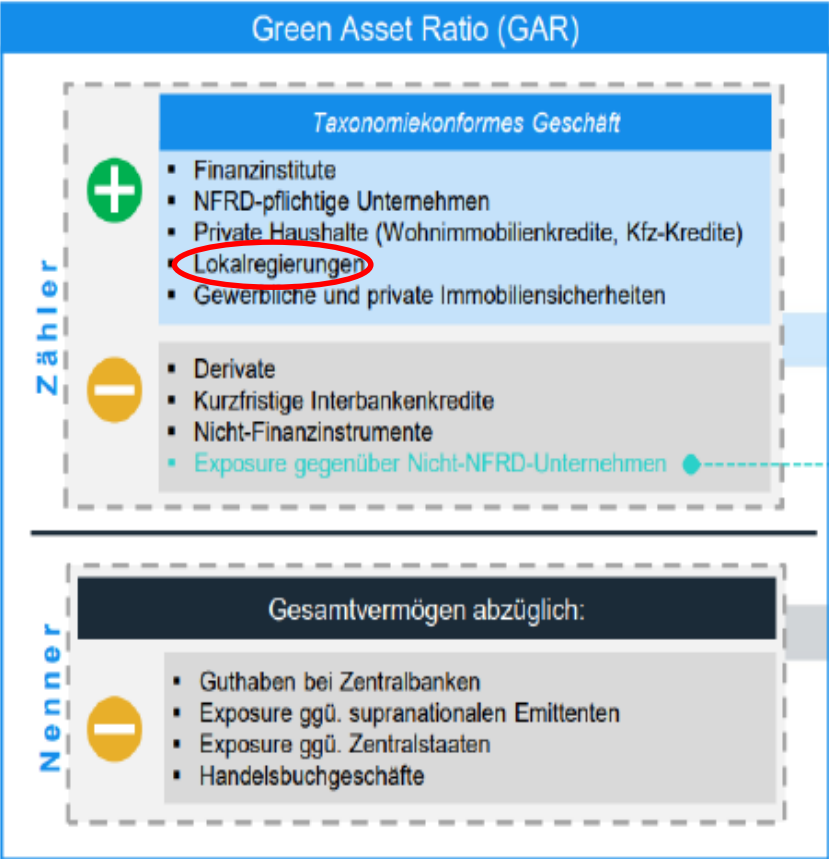 Green Asset Ratio (GAR)
Zähler
Taxonomiekonformes Geschäft
▪ Finanzinstitute
▪ NFRD-pflichtige Unternehmen
▪ Private Haushalte (Wohnimmobilienkredite, Kfz-Kredite)
▪ Lokalregierungen
▪ Gewerbliche und private Immobiliensicherheiten
▪ Derivate
▪ Kurzfristige Interbankenkredite
▪ Nicht-Finanzinstrumente
▪ Exposure gegenüber Nicht-NFRD-Unternehmen
Nenner
Gesamtvermögen abzüglich:
▪ Guthaben bei Zentralbanken
▪ Exposure ggü. supranationalen Emittenten
▪ Exposure ggü. Zentralstaaten
▪ Handelsbuchgeschäfte